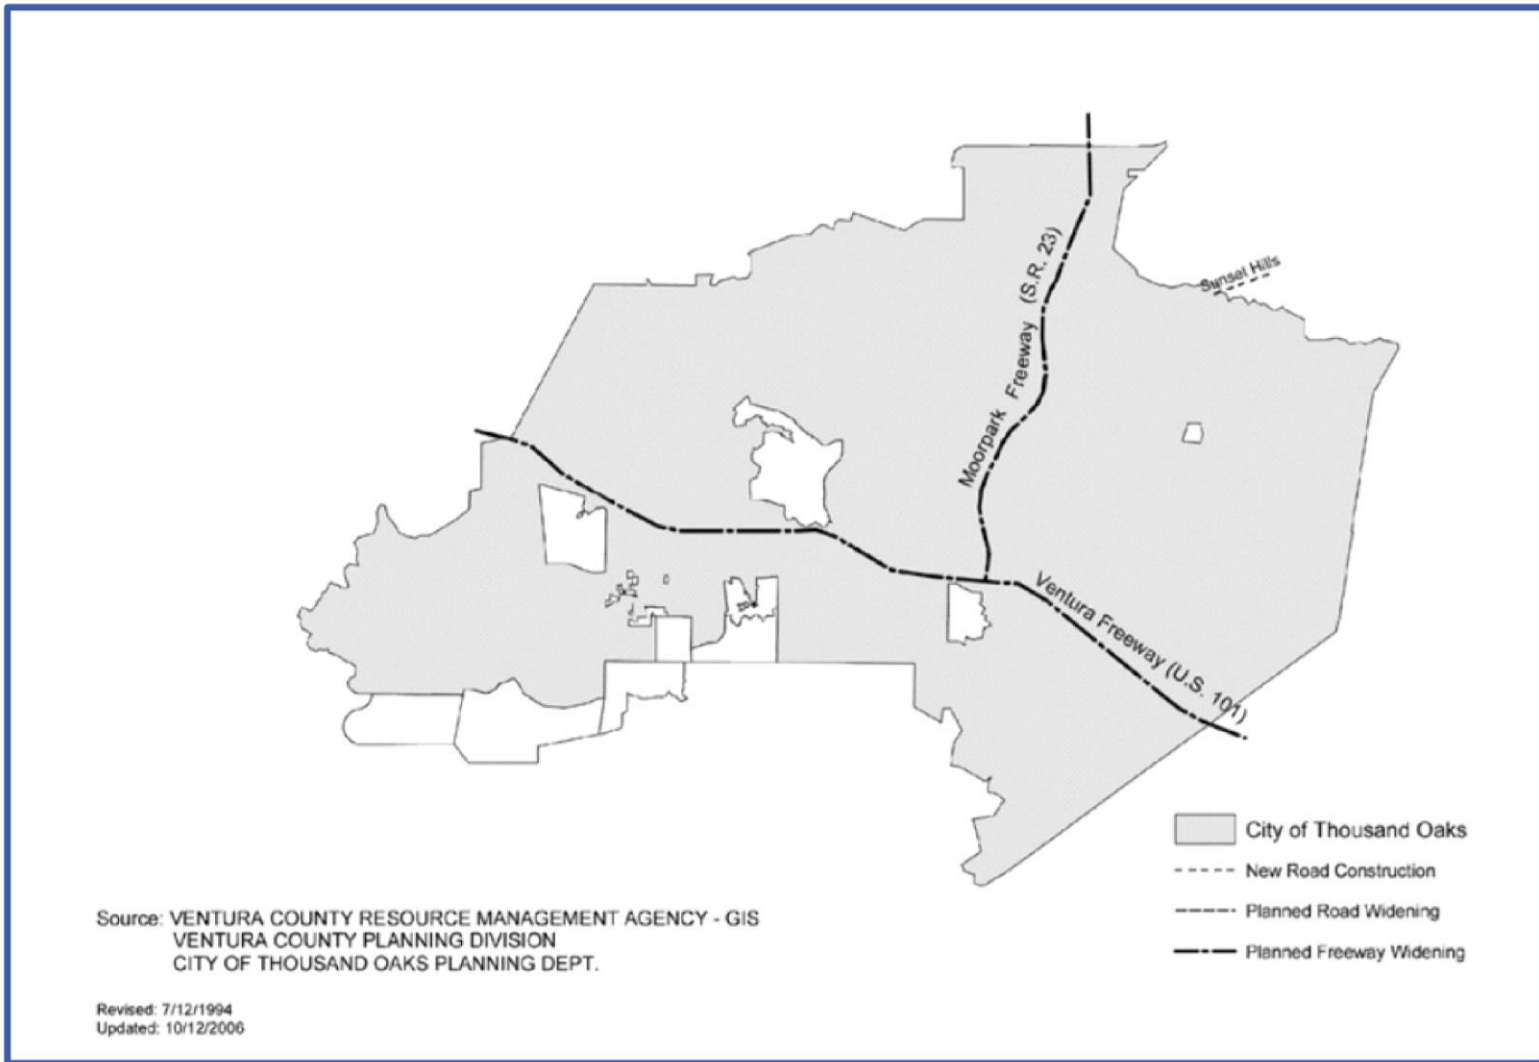 Sunset Hills
Moorpark Freeway (S.R. 23)
Ventura Freeway (U.S. 101)
City of Thousand Oaks
New Road Construction
Planned Road Widening
Planned Freeway Widening
Source: VENTURA COUNTY RESOURCE MANAGEMENT AGENCY - GIS
VENTURA COUNTY PLANNING DIVISION
CITY OF THOUSAND OAKS PLANNING DEPT.
Revised: 7/12/1994
Updated: 10/12/2006